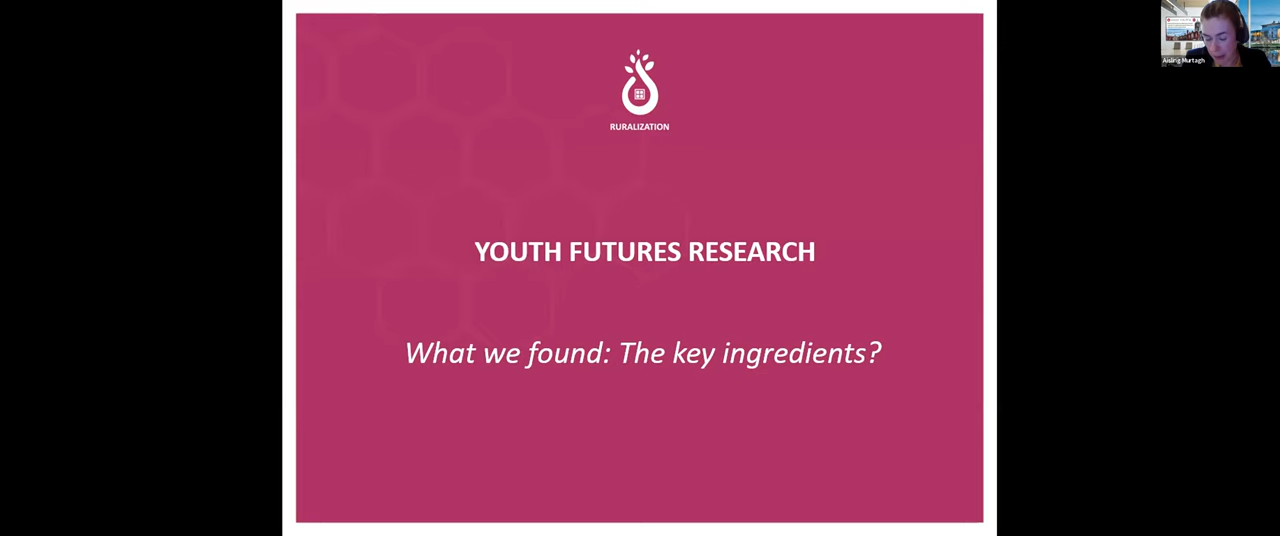 RURALIZATION
YOUTH FUTURES RESEARCH
What we found: The key ingredients?
Aisling Murtagh